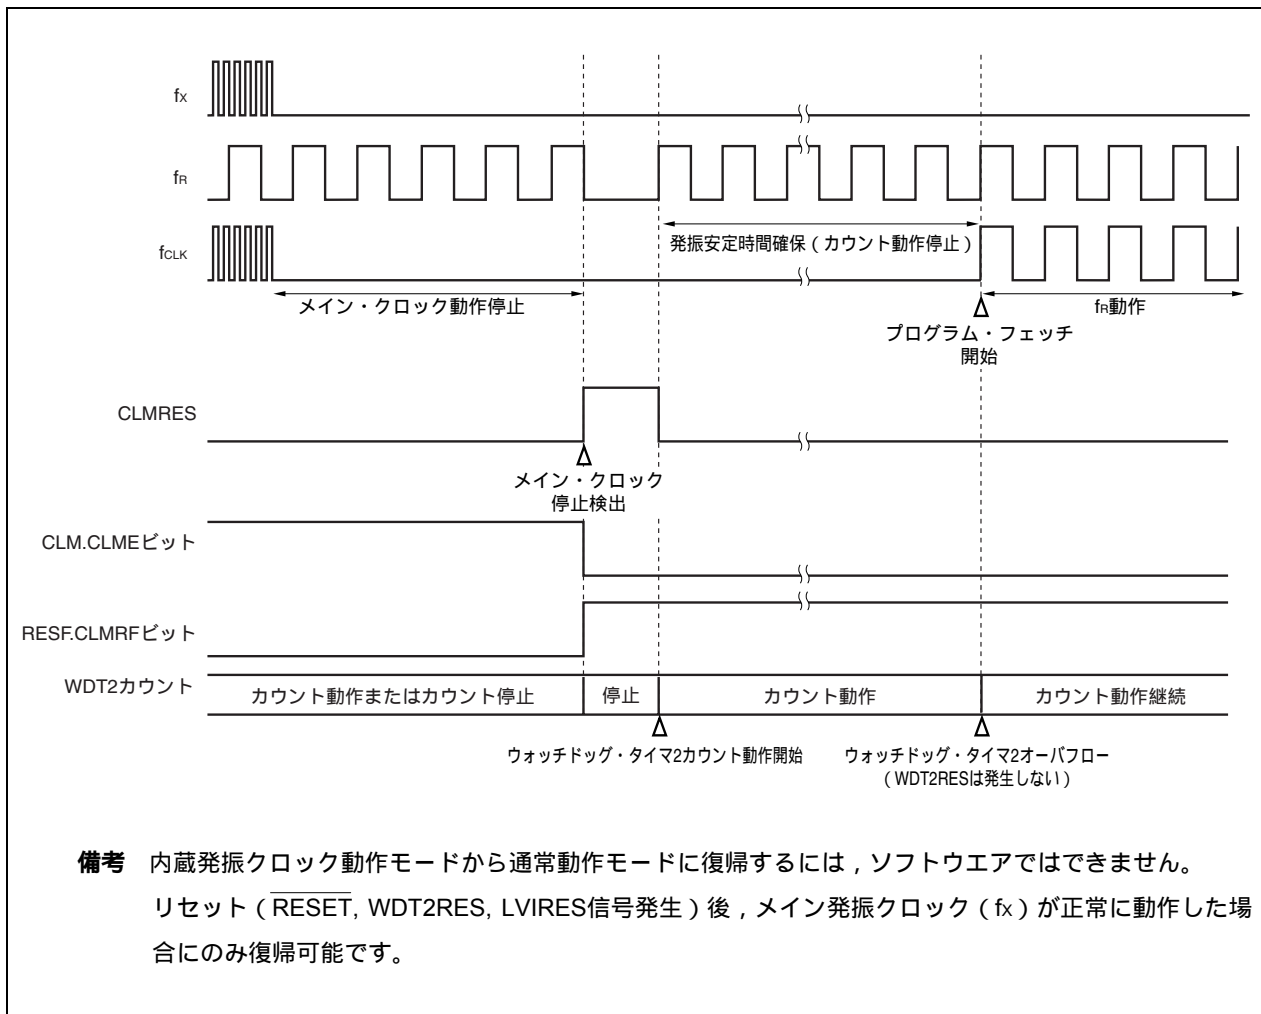 fX
fR
発振安定時間確保（カウント動作停止）
fCLK
メイン・クロック動作停止
fR動作
プログラム・フェッチ
開始
CLMRES
メイン・クロック
停止検出
CLM.CLMEビット
RESF.CLMRFビット
WDT2カウント
カウント動作またはカウント停止
停止
カウント動作
カウント動作継続
ウォッチドッグ・タイマ2カウント動作開始
ウォッチドッグ・タイマ2オーバフロー
（WDT2RESは発生しない）
備考　内蔵発振クロック動作モードから通常動作モードに復帰するには，ソフトウエアではできません。
リセット（RESET, WDT2RES, LVIRES信号発生）後，メイン発振クロック（fX）が正常に動作した場
合にのみ復帰可能です。